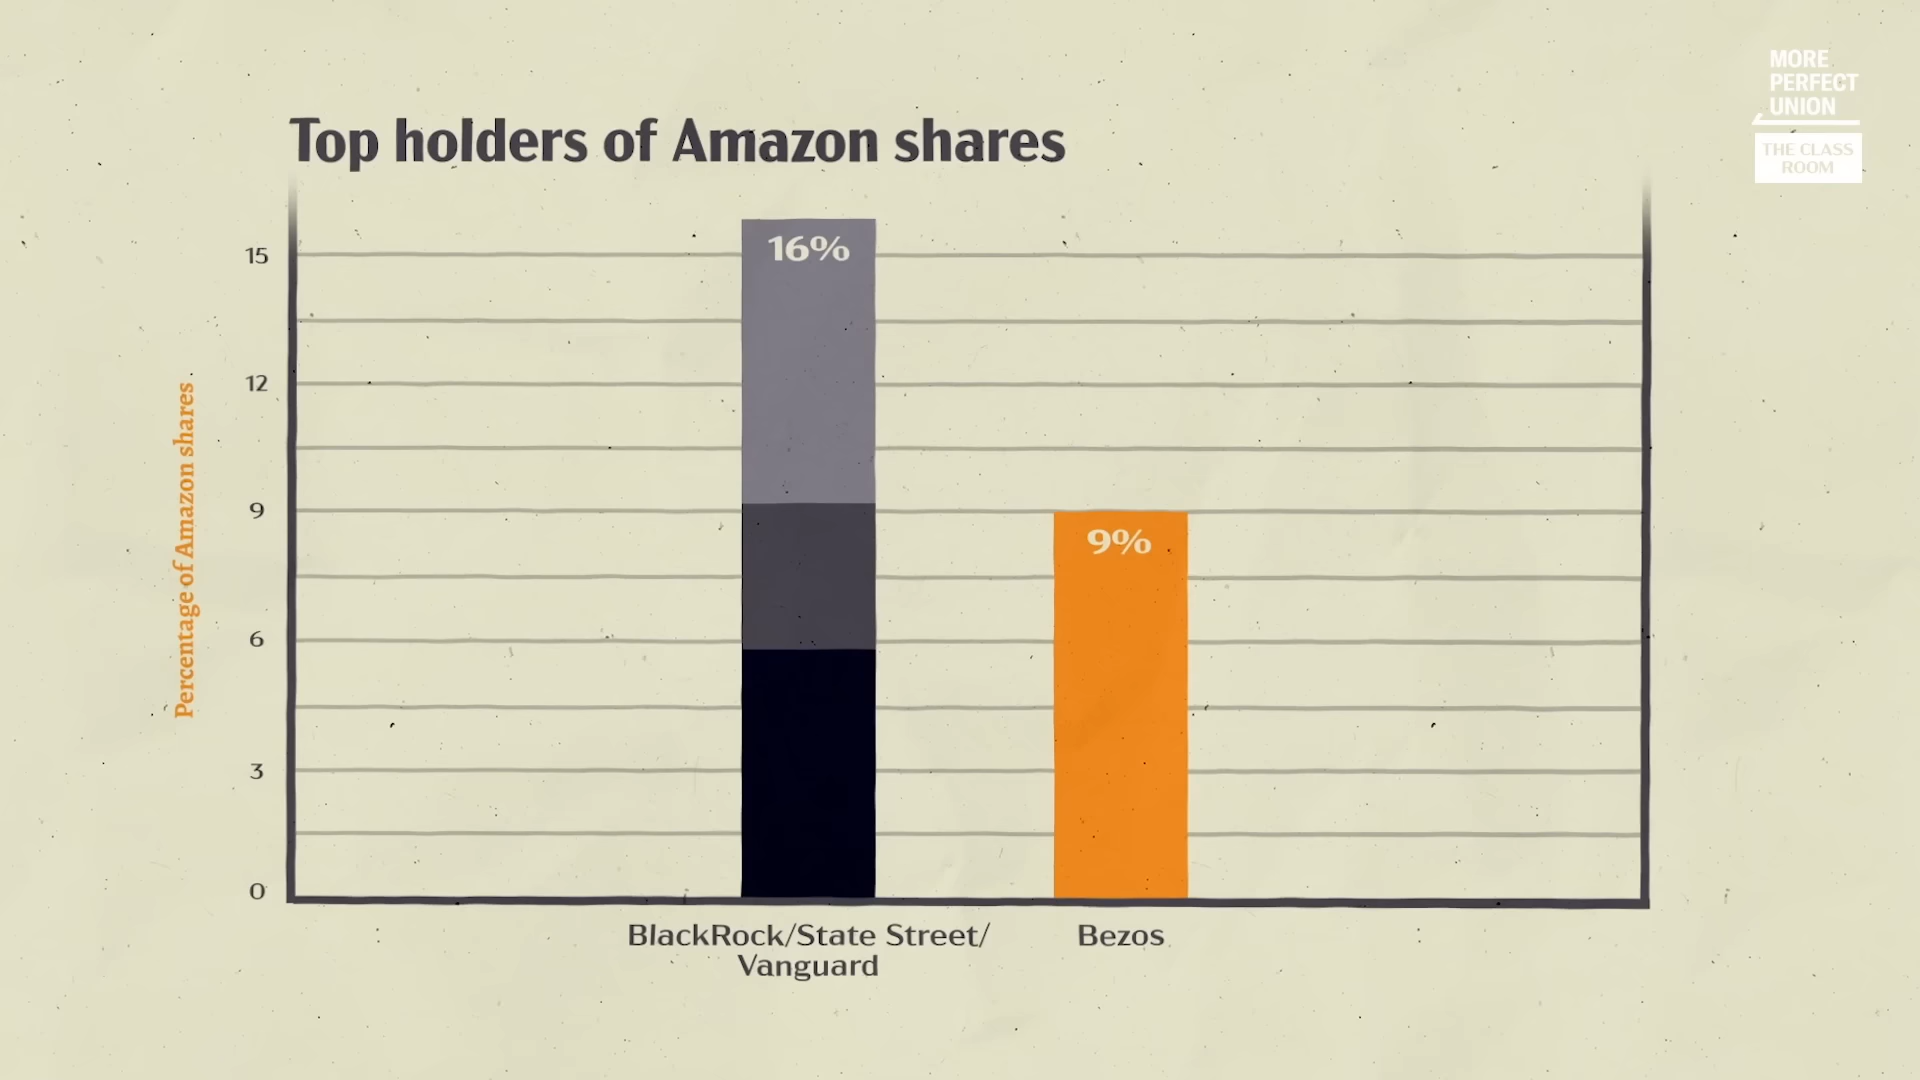 MORE
PERFECT
UNION
THE CLASS
ROOM
Top holders of Amazon shares
Percentage of Amazon shares
15
12
9
6
3
0
16%
9%
BlackRock/State Street/
Vanguard
Bezos